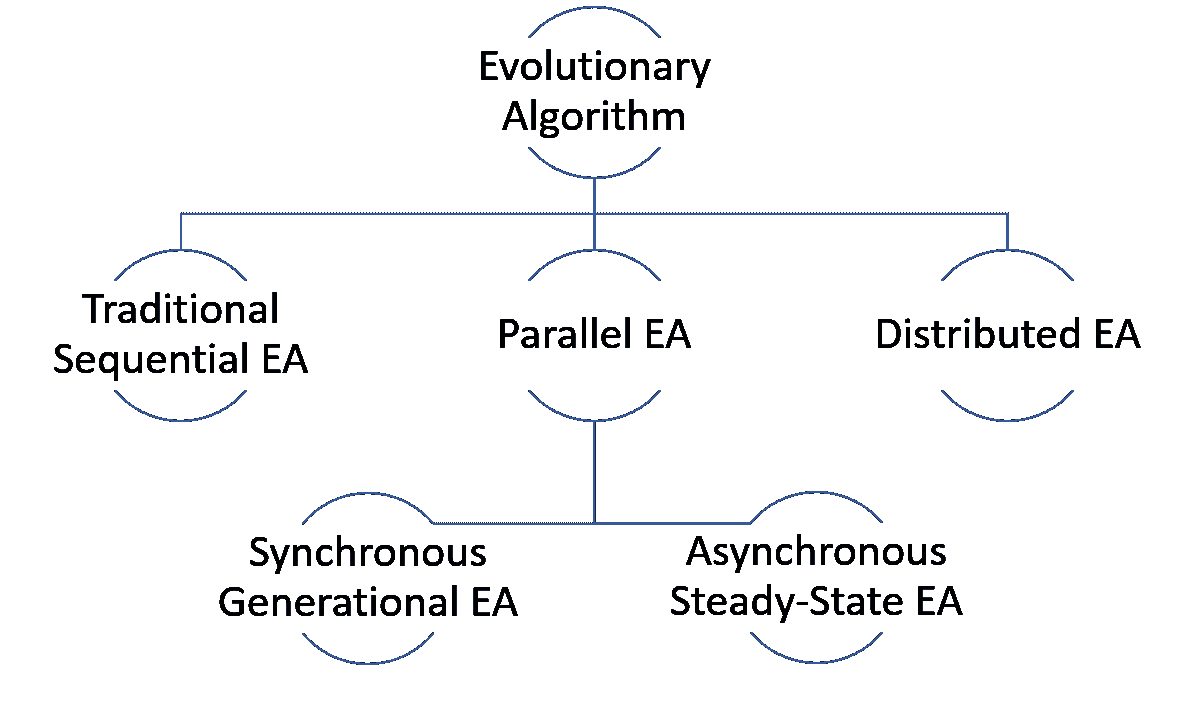 Evolutionary
Algorithm
Traditional
Sequential EA
Parallel EA
Distributed EA
Synchronous
Generational EA
Asynchronous
Steady-State EA